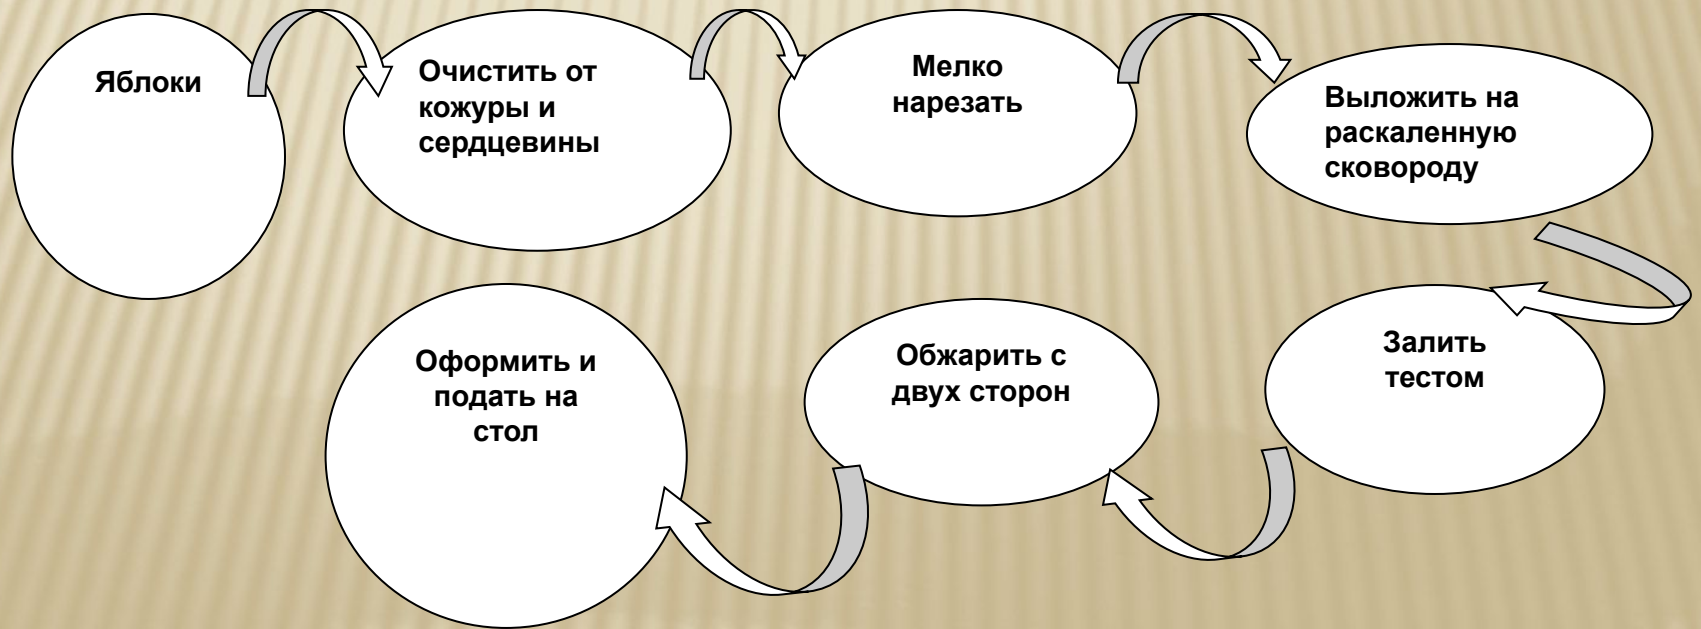 Яблоки
Очистить от
кожуры и
сердцевины
Мелко
нарезать
Выложить на
раскаленную
сковороду
Залить
тестом
Обжарить с
двух сторон
Оформить и
подать на
стол